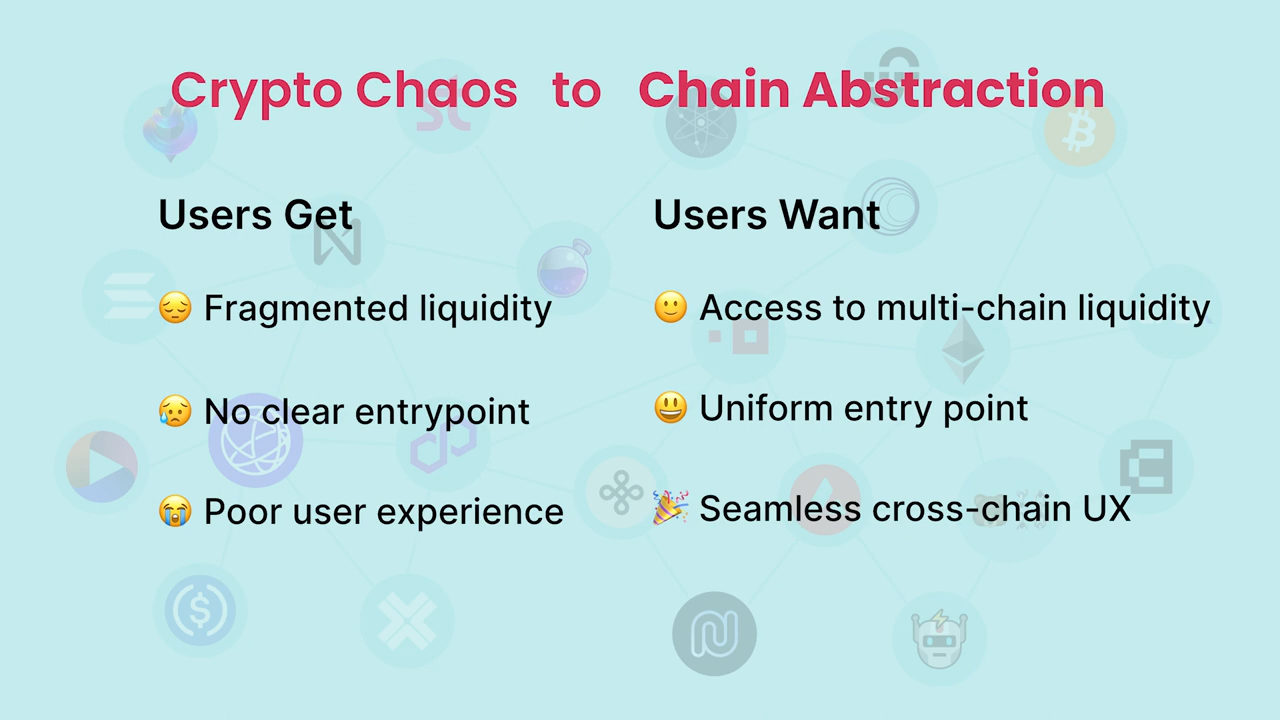 Crypto Chaos to Chain Abstraction
Users Get
😔 Fragmented liquidity
😥 No clear entrypoint
😭 Poor user experience
Users Want
🙂 Access to multi-chain liquidity
😃 Uniform entry point
🎉 Seamless cross-chain UX